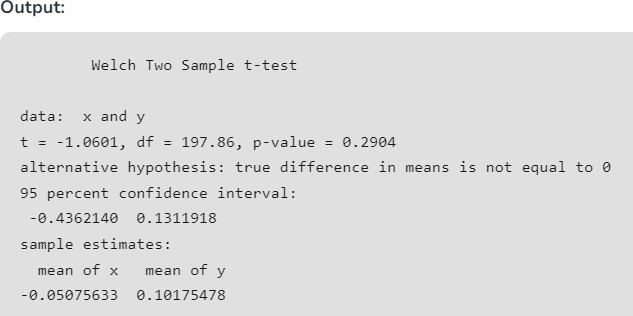 Output:
Welch Two Sample t-test
data:  x and y
t = -1.0601, df = 197.86, p-value = 0.2904
alternative hypothesis: true difference in means is not equal to 0
95 percent confidence interval:
 -0.4362140  0.1311918
sample estimates:
  mean of x   mean of y
-0.05075633  0.10175478